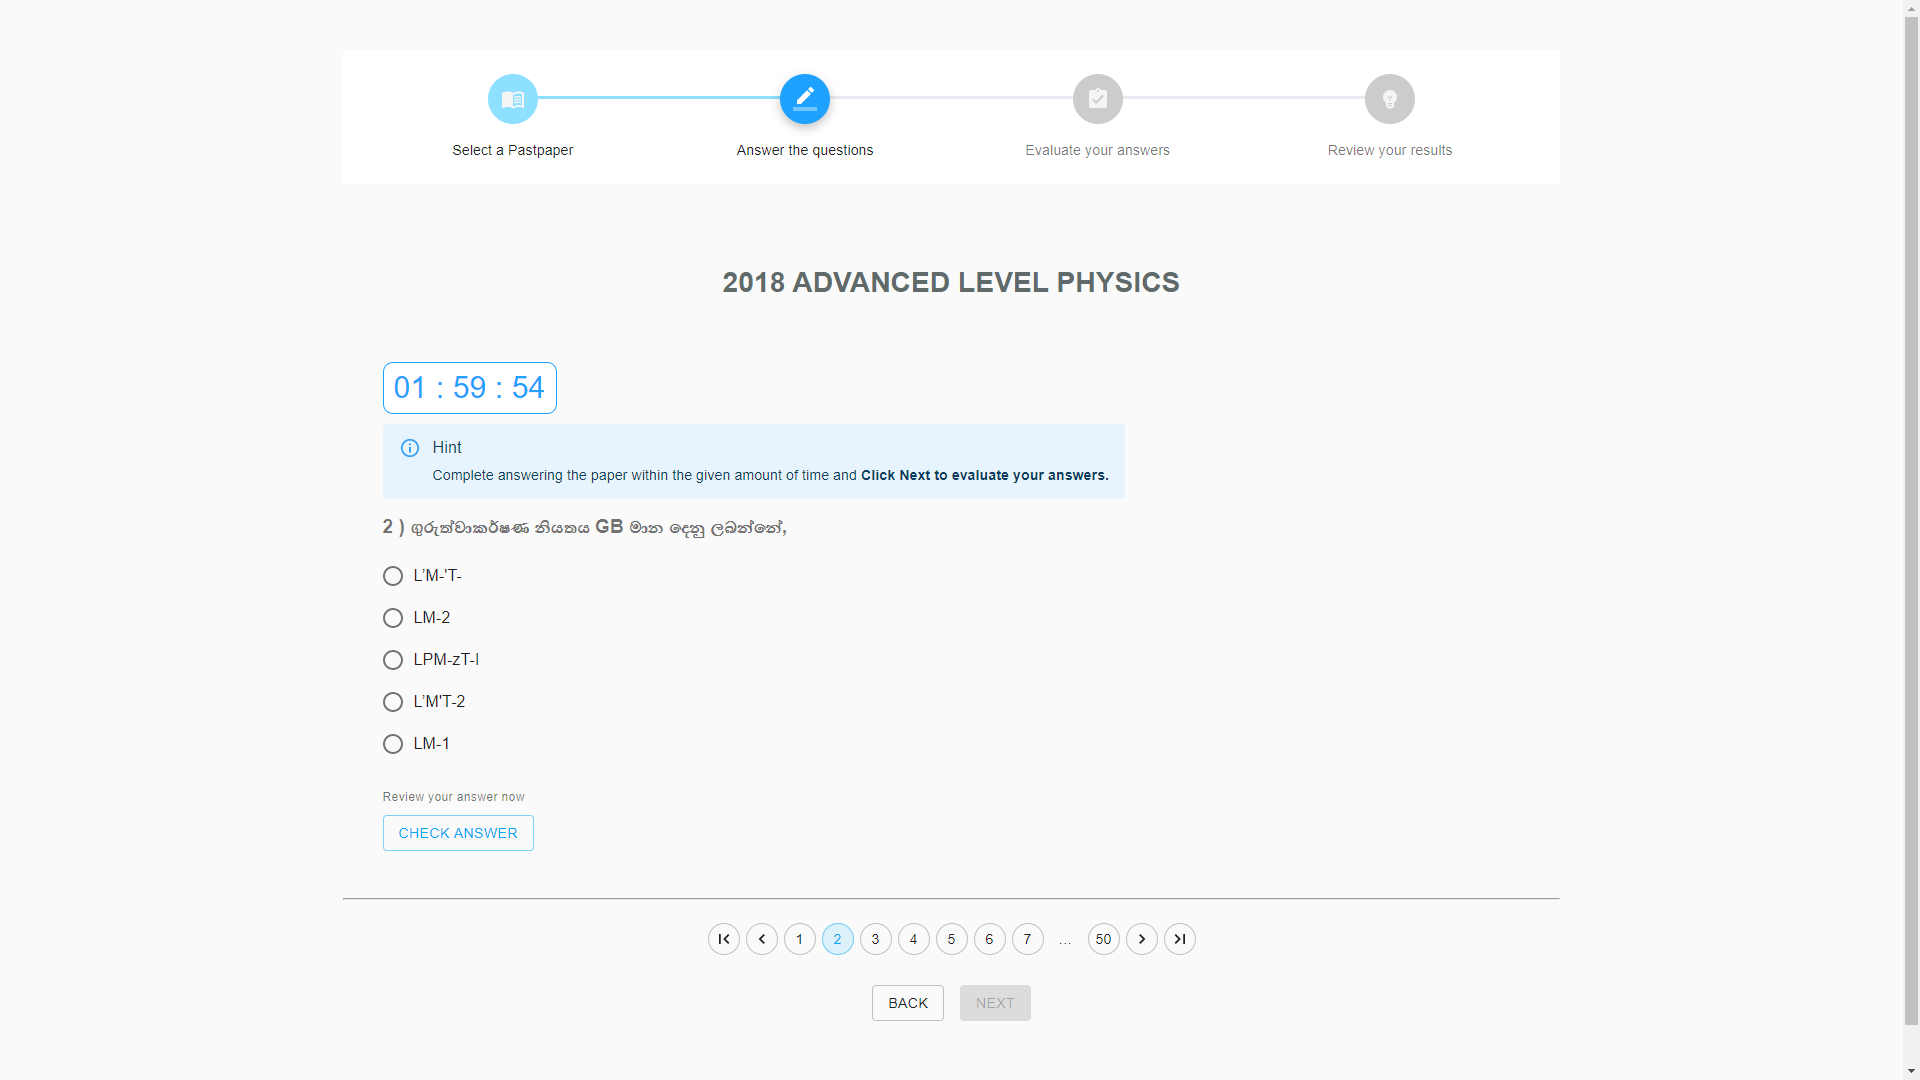 Select a Pastpaper
Answer the questions
Evaluate your answers
Review your results
2018 ADVANCED LEVEL PHYSICS
01 : 59 : 54
Hint
Complete answering the paper within the given amount of time and Click Next to evaluate your answers.
2 ) ගුරුත්වාකර්ෂණ නියතය GB මාන දෙනු ලබන්නේ,
L’M-'T-
LM-2
LPM-zT-l
L’M'T-2
LM-1
Review your answer now
CHECK ANSWER
1 2 3 4 5 6 7 … 50
BACK NEXT